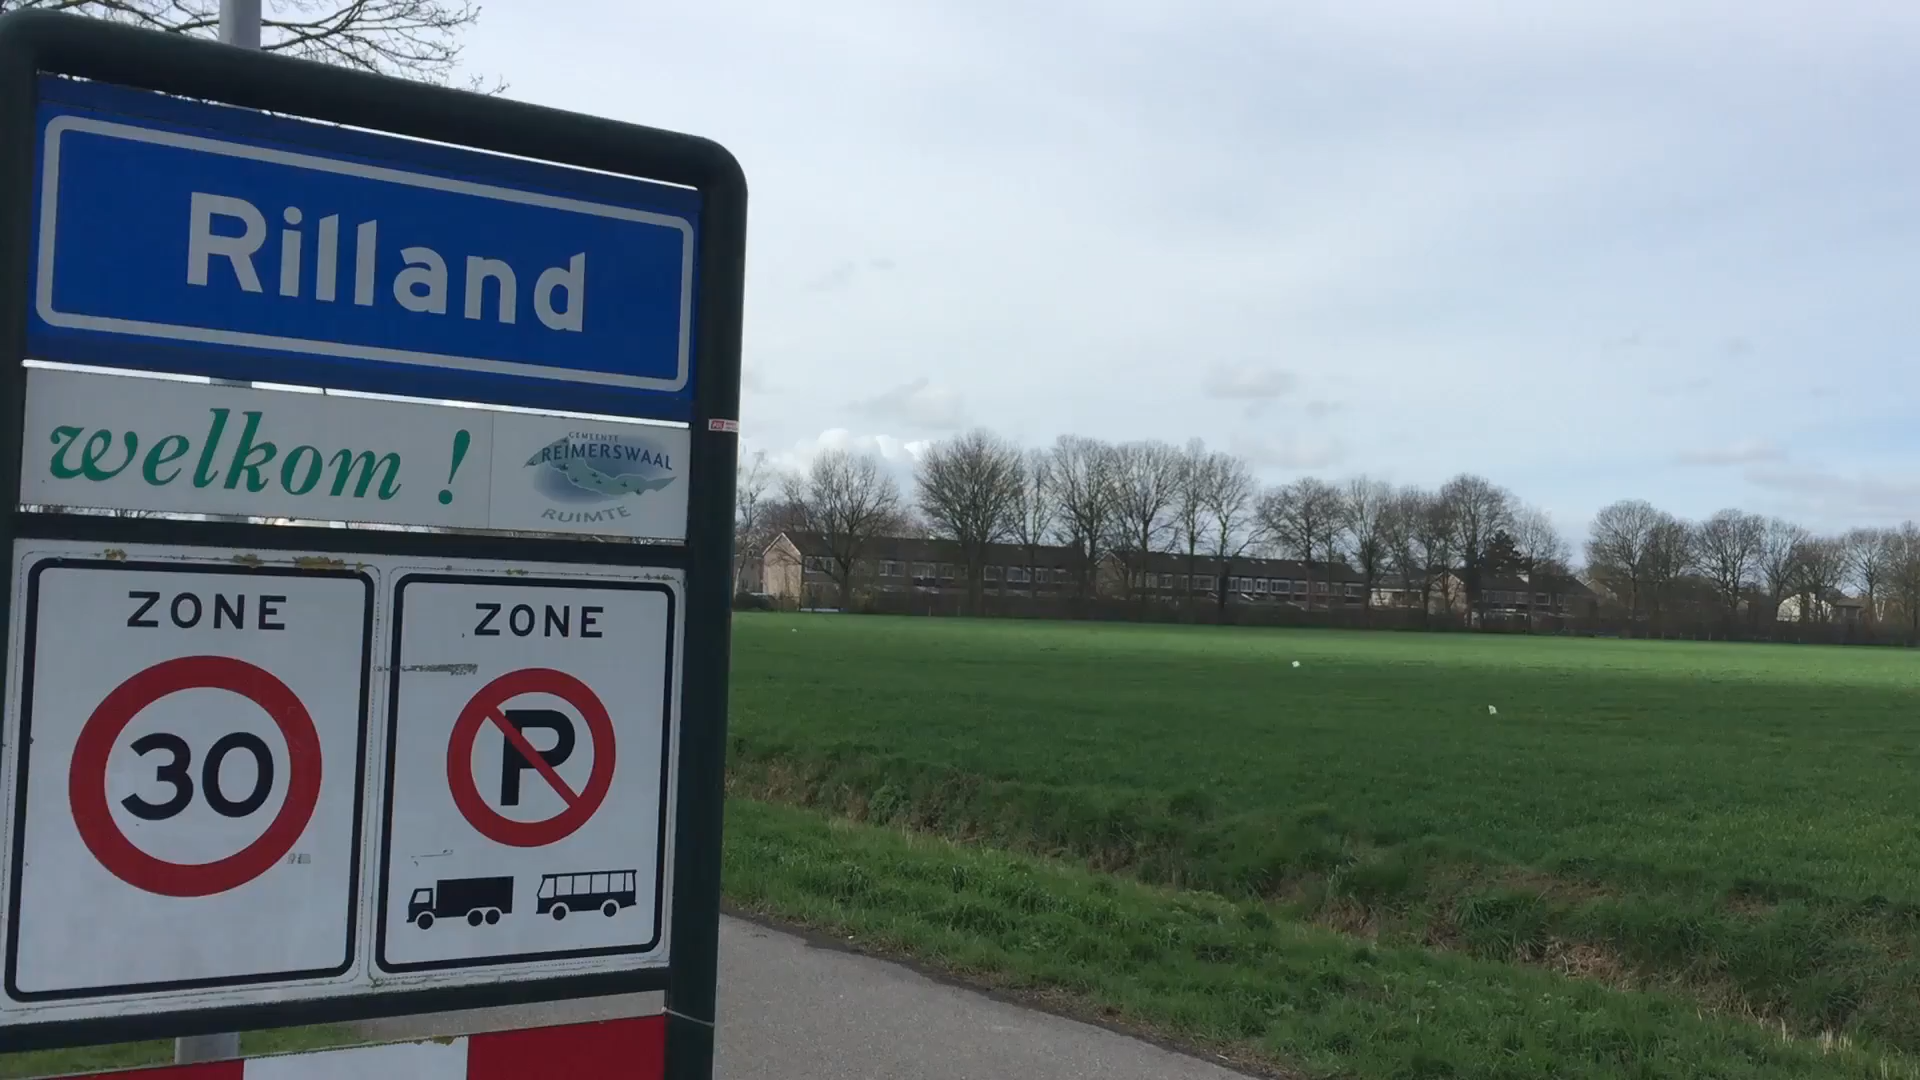 Rilland
welkom !
GEMEENTE
REIMERSWAAL
RUIMTE
ZONE
30
ZONE
P